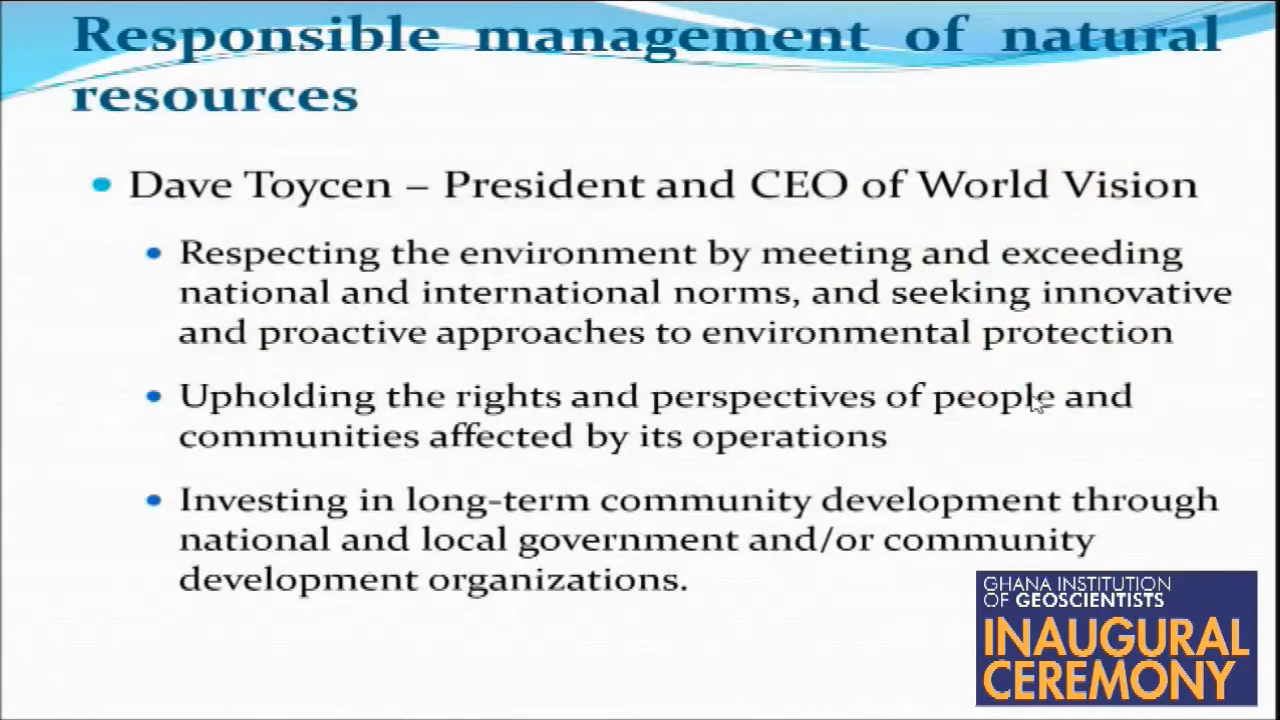 Responsible management of natural
resources
• Dave Toycen – President and CEO of World Vision
• Respecting the environment by meeting and exceeding
national and international norms, and seeking innovative
and proactive approaches to environmental protection
• Upholding the rights and perspectives of people and
communities affected by its operations
• Investing in long-term community development through
national and local government and/or community
development organizations.
GHANA INSTITUTION
OF GEOSCIENTISTS
INAUGURAL
CEREMONY